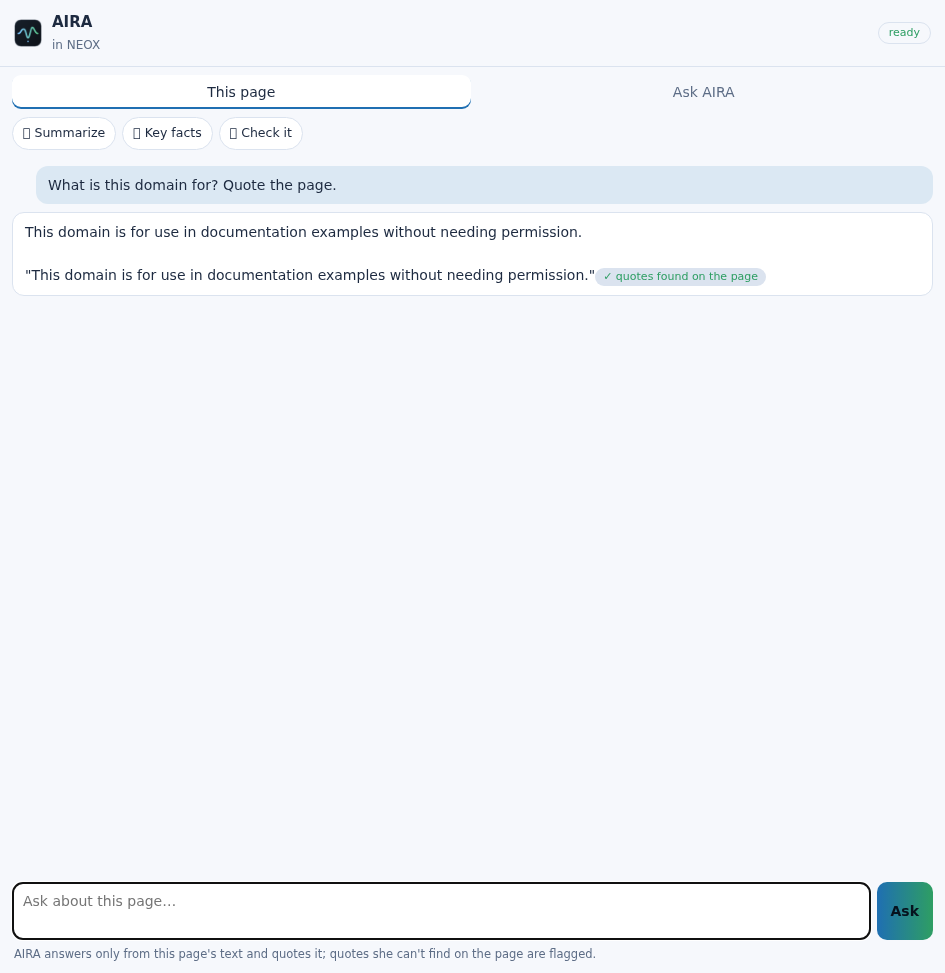 AIRA
in NEOX
ready
This page
Ask AIRA
Summarize
Key facts
Check it
What is this domain for? Quote the page.
This domain is for use in documentation examples without needing permission.
"This domain is for use in documentation examples without needing permission." ✓ quotes found on the page
Ask about this page...
Ask
AIRA answers only from this page's text and quotes it; quotes she can't find on the page are flagged.